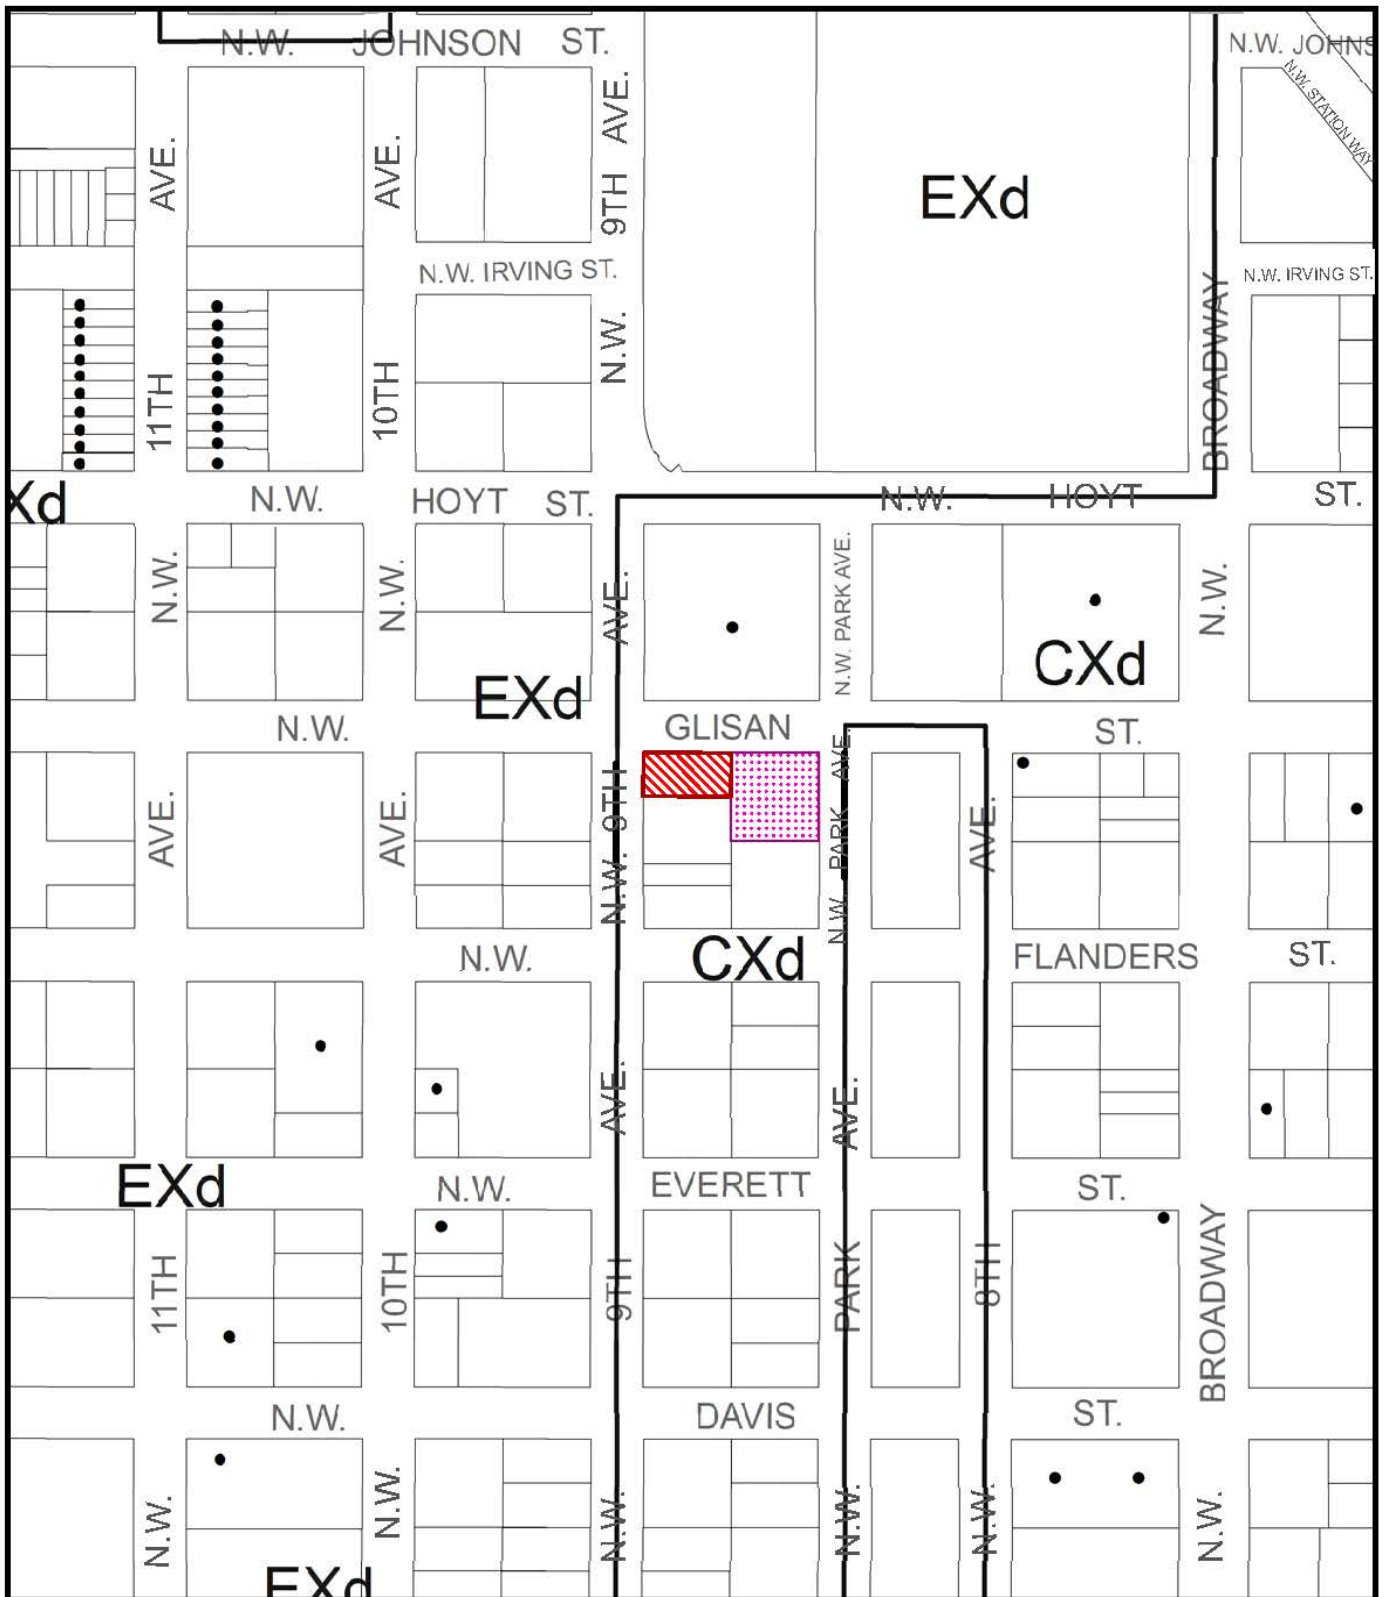 N.W. JOHNSON ST.
N.W. JOHNS
N.W. STATION WAY
AVE.
AVE.
9TH AVE.
EXd
N.W. IRVING ST.
N.W. IRVING ST.
11TH
10TH
N.W.
BROADWAY
Xd
N.W. HOYT ST.
N.W. HOYT ST.
N.W.
N.W.
AVE.
N.W. PARK AVE.
N.W.
CXd
EXd
N.W. GLISAN ST.
AVE.
AVE.
N.W. 9TH
N.W. PARK AVE.
AVE.
N.W. CXd FLANDERS ST.
AVE.
AVE.
EXd
N.W. EVERETT ST.
11TH
10TH
9TH
PARK
8TH
BROADWAY
N.W. DAVIS ST.
N.W.
N.W.
N.W.
N.W.
N.W.
N.W.
EXd